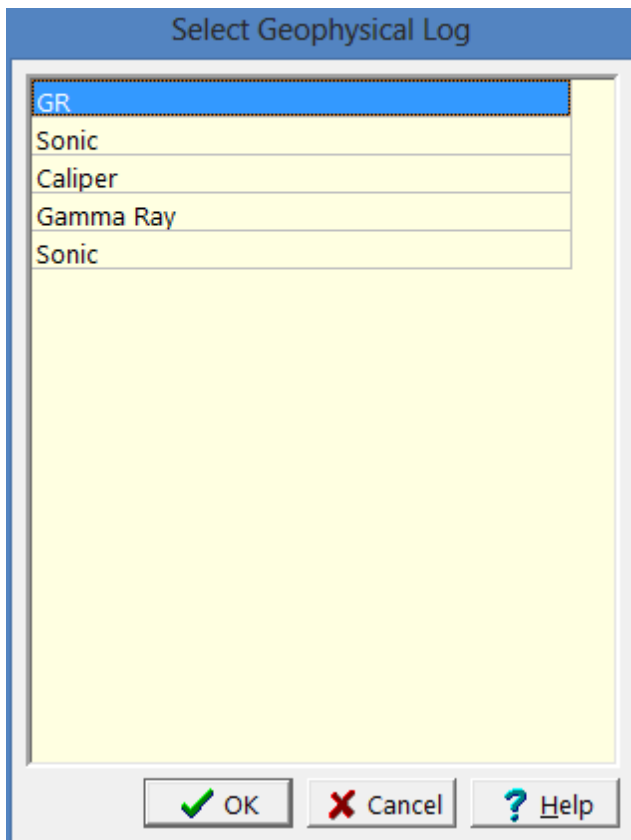 Select Geophysical Log
GR
Sonic
Caliper
Gamma Ray
Sonic
OK Cancel Help